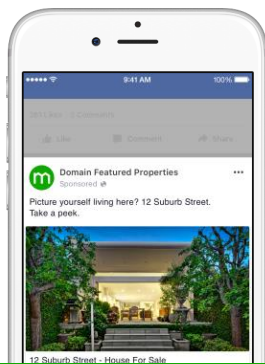 9:41 AM
100%
Like
Comment
Share
m
Domain Featured Properties
Sponsored
Picture yourself living here? 12 Suburb Street.
Take a peek.
12 Suburb Street - House For Sale